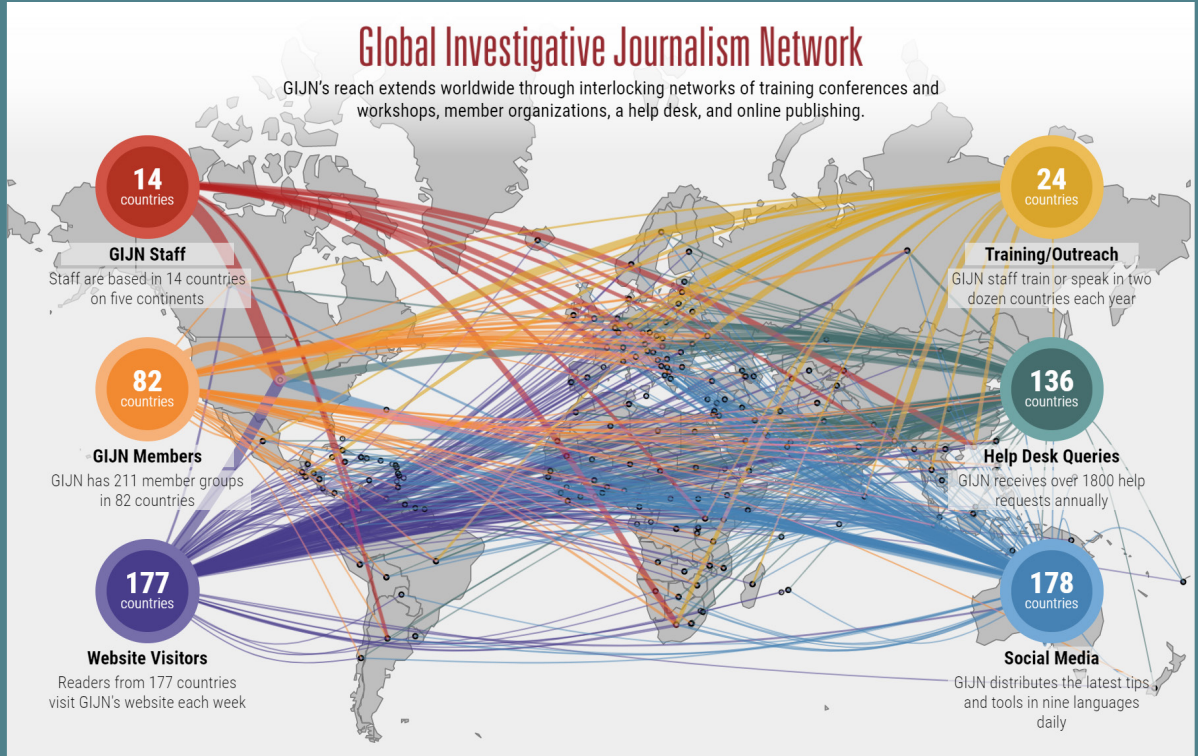 Global Investigative Journalism Network
GIJN's reach extends worldwide through interlocking networks of training conferences and
workshops, member organizations, a help desk, and online publishing.
14
countries
GIJN Staff
Staff are based in 14 countries
on five continents
82
countries
GIJN Members
GIJN has 211 member groups
in 82 countries
177
countries
Website Visitors
Readers from 177 countries
visit GIJN's website each week
24
countries
Training/Outreach
GIJN staff train or speak in two
dozen countries each year
136
countries
Help Desk Queries
GIJN receives over 1800 help
requests annually
178
countries
Social Media
GIJN distributes the latest tips
and tools in nine languages
daily